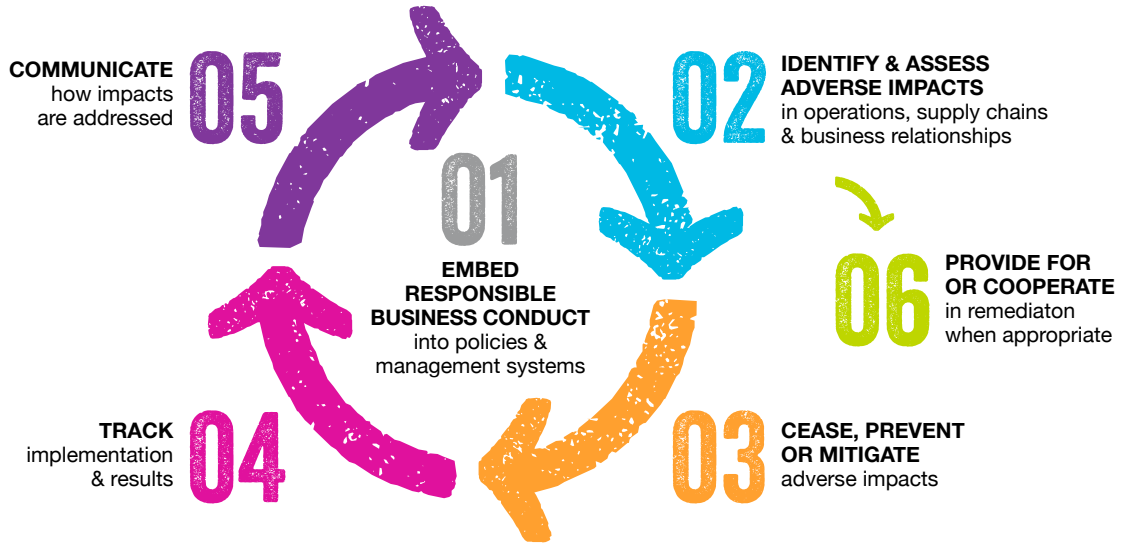 01
EMBED
RESPONSIBLE
BUSINESS CONDUCT
into policies &
management systems
02
IDENTIFY & ASSESS
ADVERSE IMPACTS
in operations, supply chains
& business relationships
03
CEASE, PREVENT
OR MITIGATE
adverse impacts
04
TRACK
implementation
& results
05
COMMUNICATE
how impacts
are addressed
06
PROVIDE FOR
OR COOPERATE
in remediaton
when appropriate